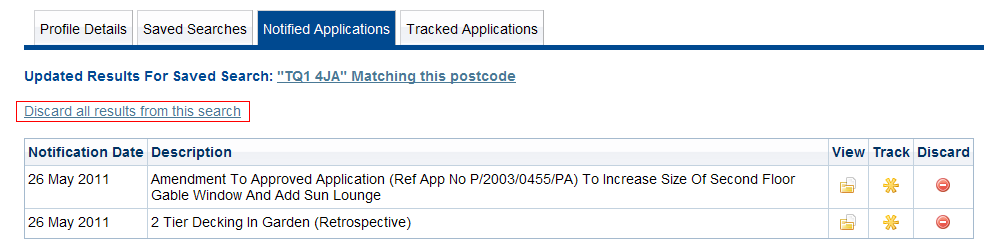 Profile Details Saved Searches Notified Applications Tracked Applications
Updated Results For Saved Search: "TQ1 4JA" Matching this postcode
Discard all results from this search
Notification Date Description View Track Discard
26 May 2011 Amendment To Approved Application (Ref App No P/2003/0455/PA) To Increase Size Of Second Floor
Gable Window And Add Sun Lounge
26 May 2011 2 Tier Decking In Garden (Retrospective)